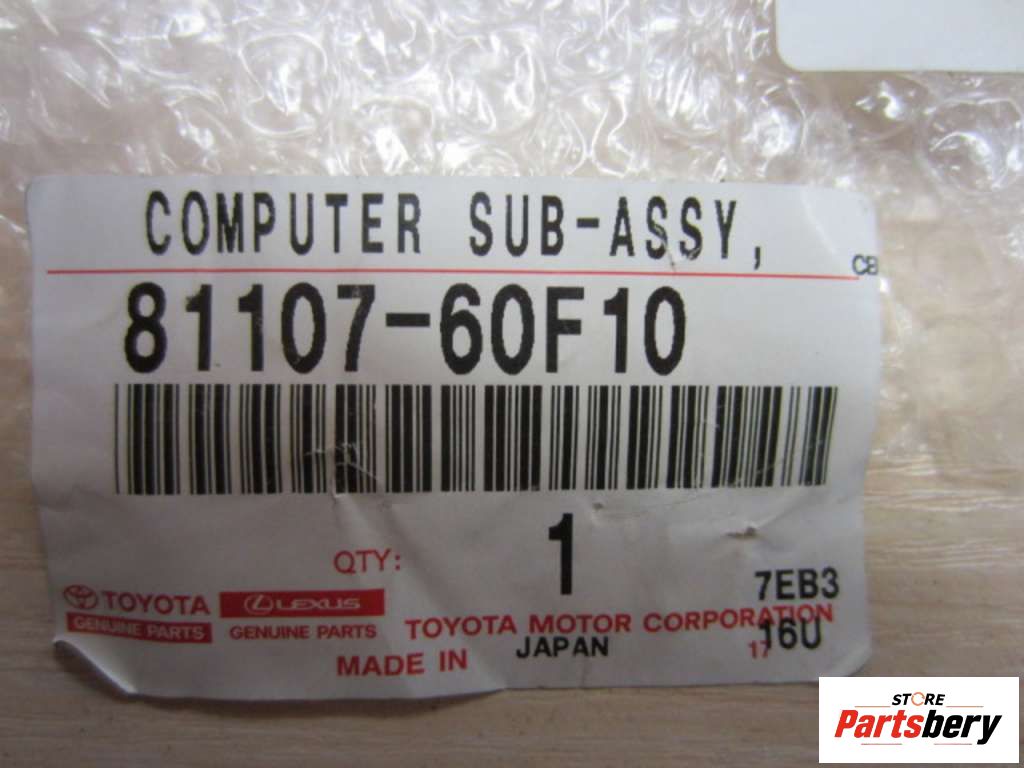 COMPUTER SUB-ASSY,
CB
81107-60F10
QTY: 1
7EB3
TOYOTA LEXUS
GENUINE PARTS GENUINE PARTS TOYOTA MOTOR CORPORATION
16U
MADE IN JAPAN 17
STORE
Partsbery